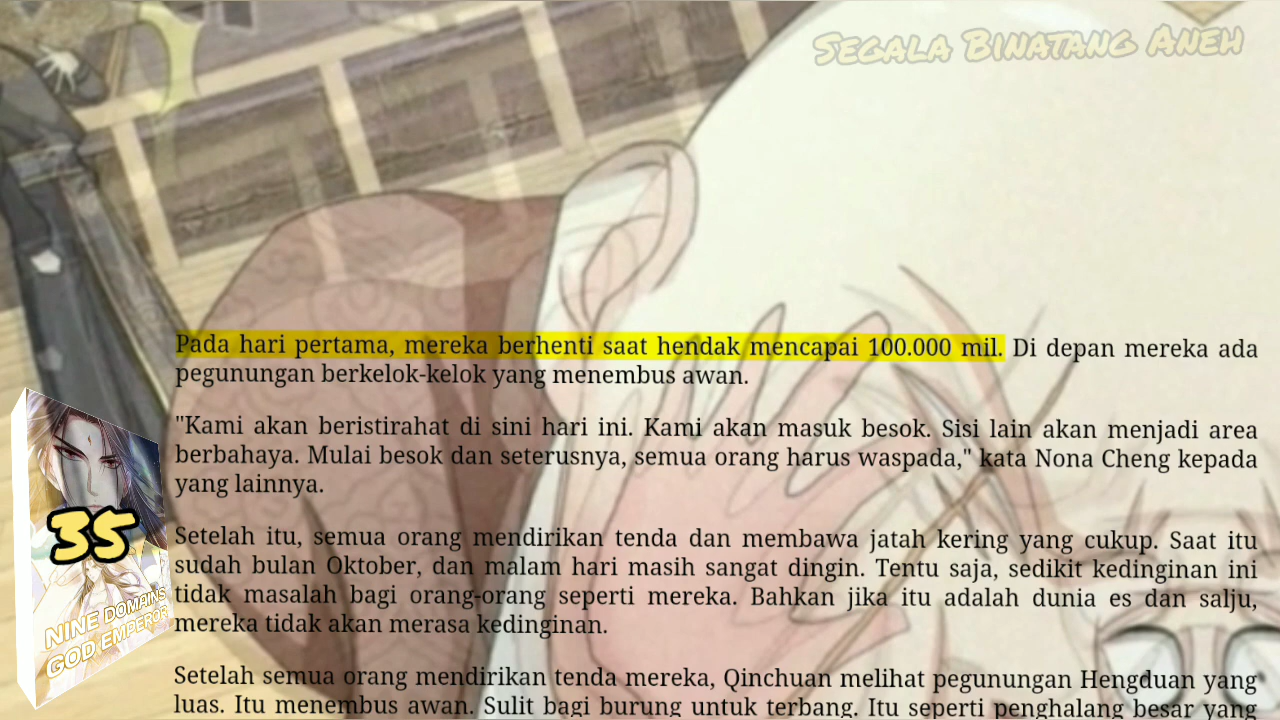 Segala Binatang Aneh
Pada hari pertama, mereka berhenti saat hendak mencapai 100.000 mil. Di depan mereka ada
pegunungan berkelok-kelok yang menembus awan.
"Kami akan beristirahat di sini hari ini. Kami akan masuk besok. Sisi lain akan menjadi area
berbahaya. Mulai besok dan seterusnya, semua orang harus waspada," kata Nona Cheng kepada
yang lainnya.
Setelah itu, semua orang mendirikan tenda dan membawa jatah kering yang cukup. Saat itu
sudah bulan Oktober, dan malam hari masih sangat dingin. Tentu saja, sedikit kedinginan ini
tidak masalah bagi orang-orang seperti mereka. Bahkan jika itu adalah dunia es dan salju,
mereka tidak akan merasa kedinginan.
Setelah semua orang mendirikan tenda mereka, Qinchuan melihat pegunungan Hengduan yang
luas. Itu menembus awan. Sulit bagi burung untuk terbang. Itu seperti penghalang besar yang
35
NINE DOMAINS
GOD EMPEROR